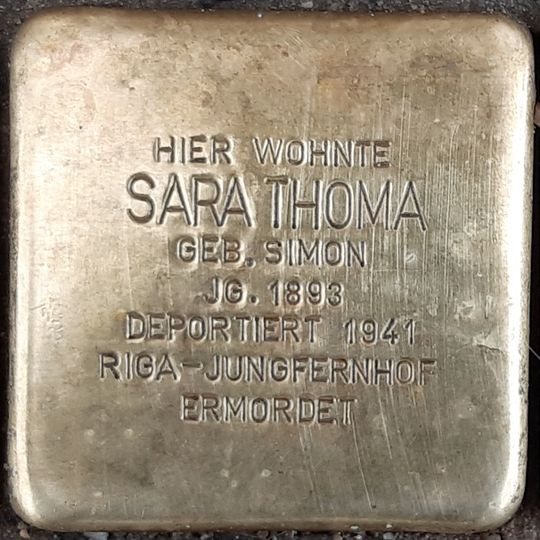 HIER WOHNTE
SARA THOMA
GEB. SIMON
JG. 1893
DEPORTIERT 1941
RIGA-JUNGFERNHOF
ERMORDET